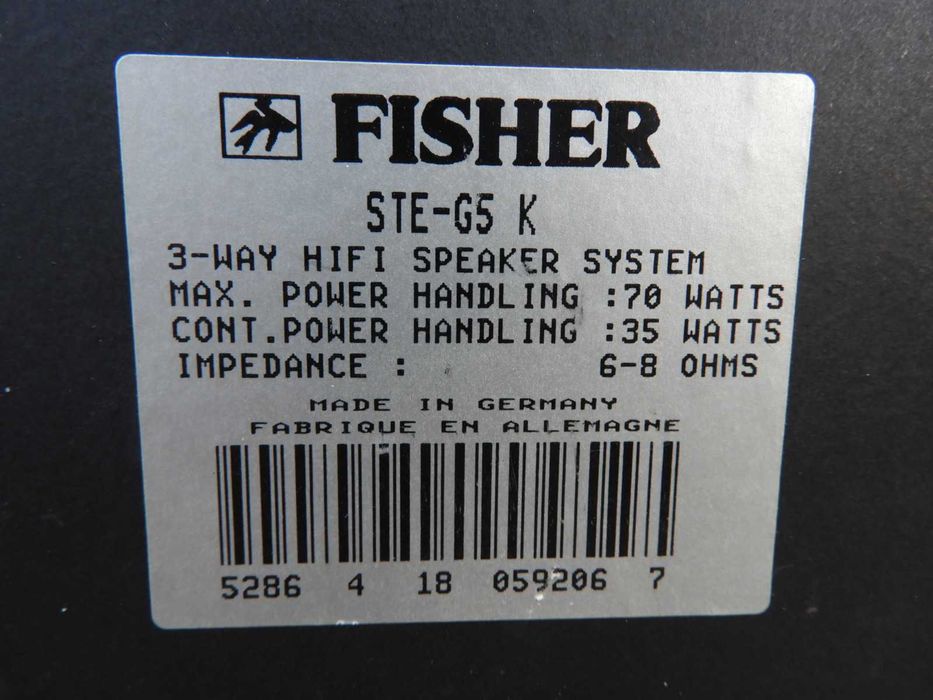 FISHER
STE-G5 K
3-WAY HIFI SPEAKER SYSTEM
MAX. POWER HANDLING :70 WATTS
CONT.POWER HANDLING :35 WATTS
IMPEDANCE : 6-8 OHMS
MADE IN GERMANY
FABRIQUE EN ALLEMAGNE
5286 4 18 059206 7